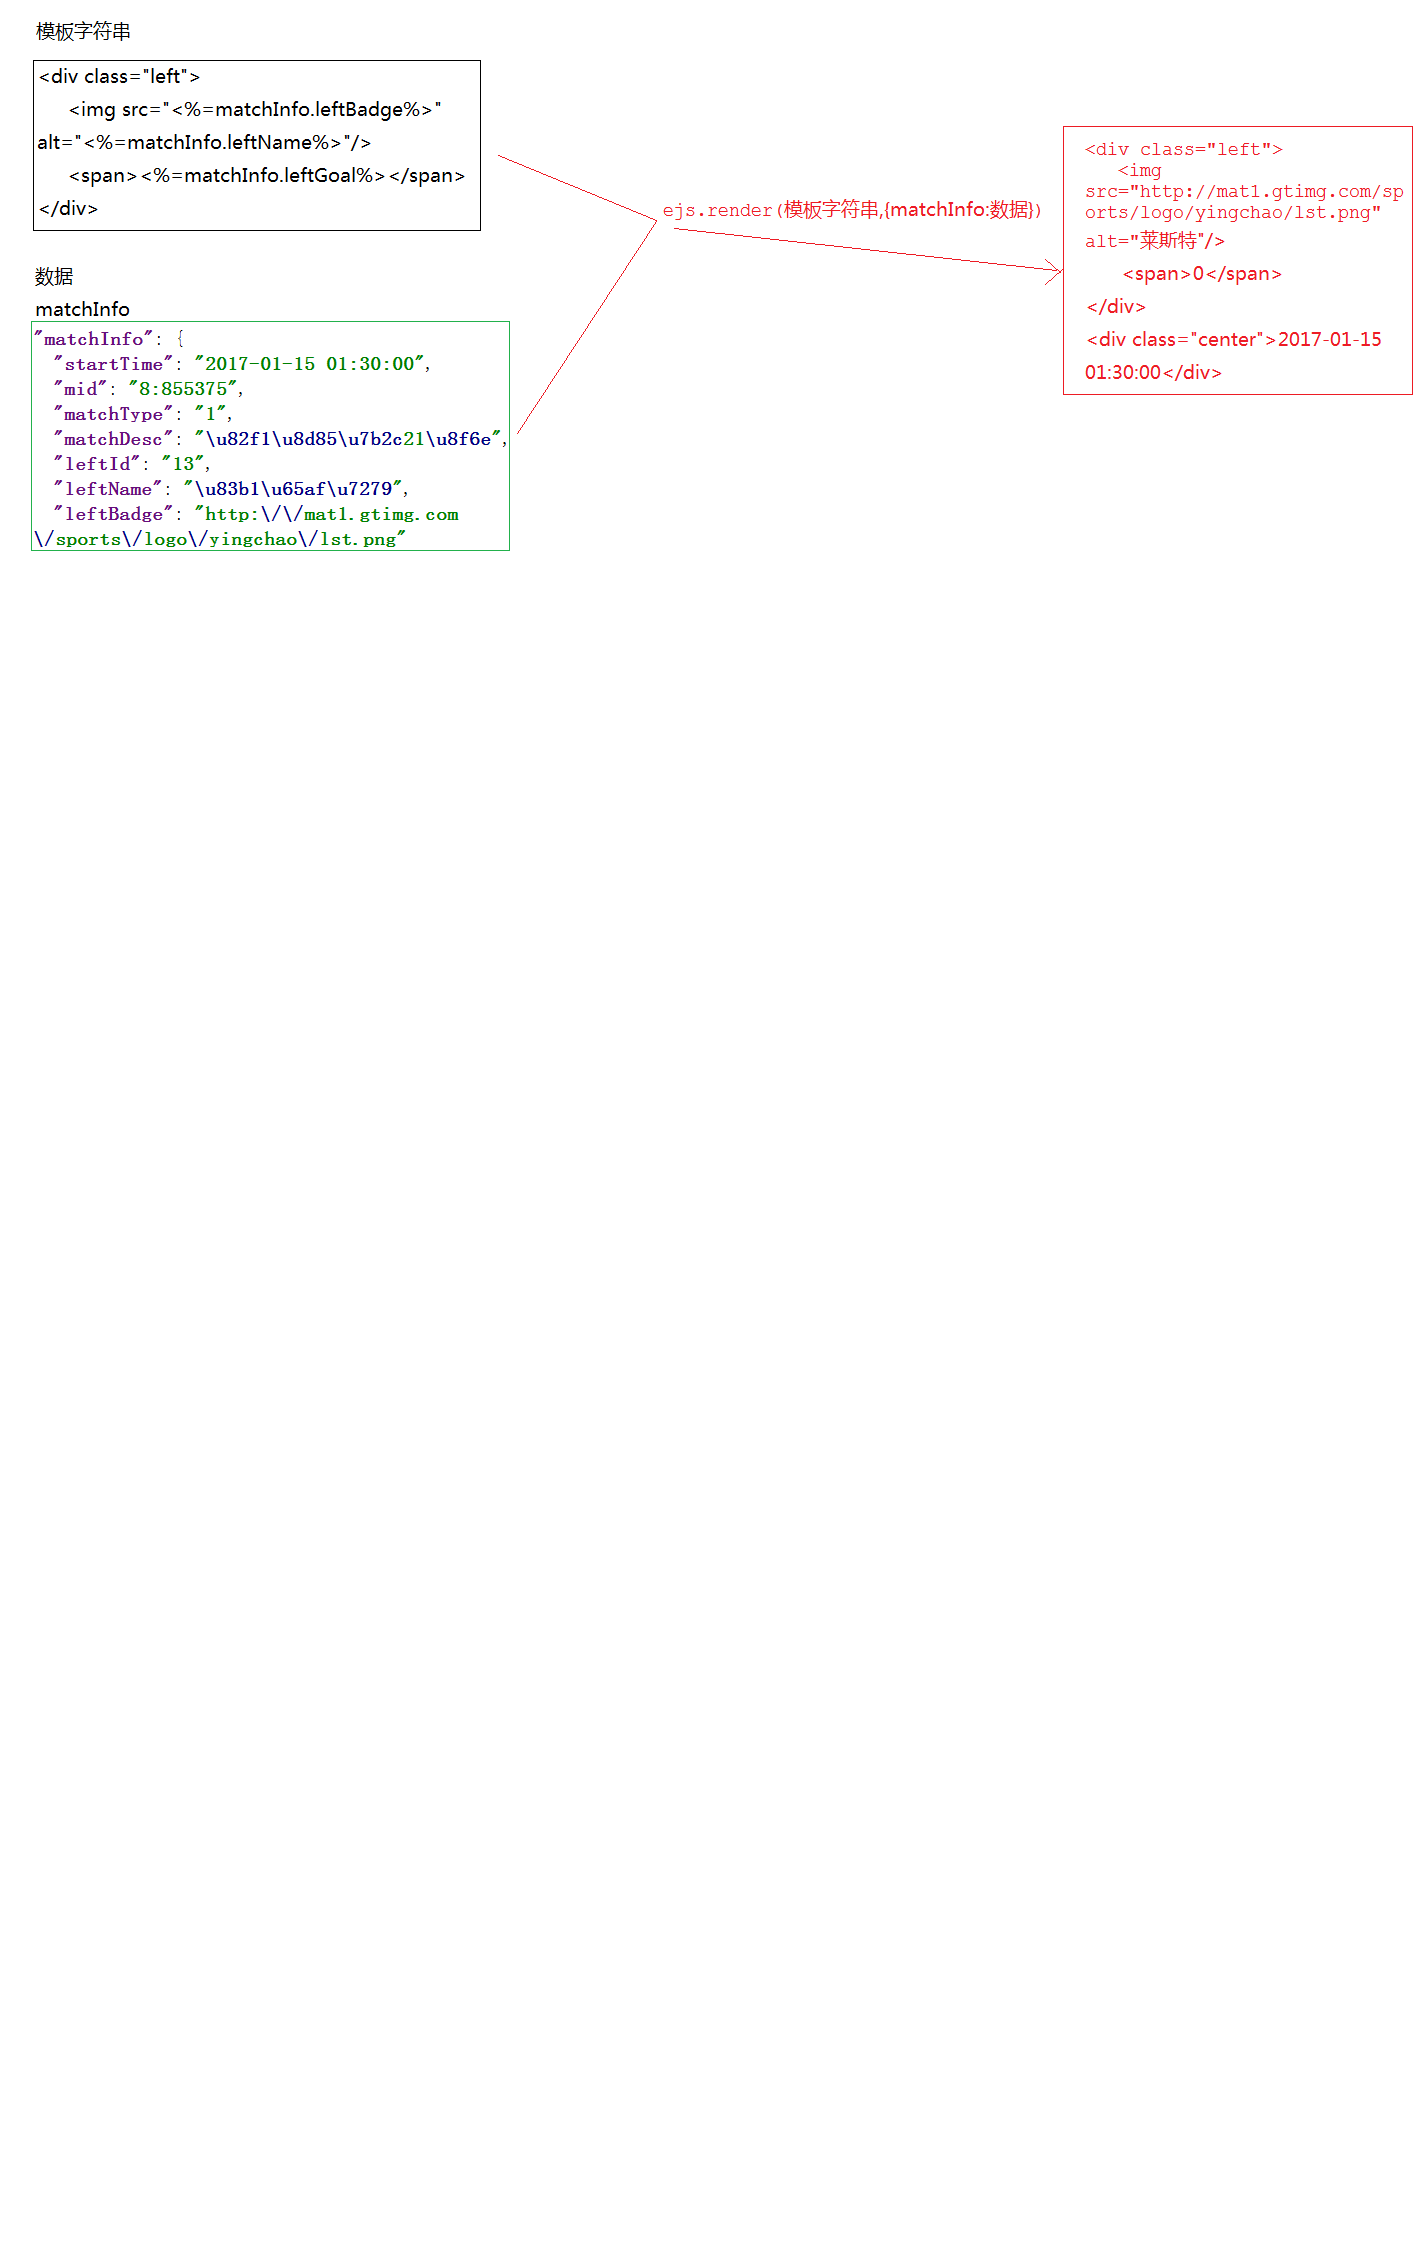 模板字符串
<div class="left">
<img src="<%=matchInfo.leftBadge%>"
alt="<%=matchInfo.leftName%>"/>
<span><%=matchInfo.leftGoal%></span>
</div>
数据
matchInfo
"matchInfo": {
"startTime": "2017-01-15 01:30:00",
"mid": "8:855375",
"matchType": "1",
"matchDesc": "\u82f1\u8d85\u7b2c21\u8f6e",
"leftId": "13",
"leftName": "\u83b1\u65af\u7279",
"leftBadge": "http:\/\/mat1.gtimg.com
\/sports\/logo\/yingchao\/lst.png"
ejs.render(模板字符串,{matchInfo:数据})
<div class="left">
<img
src="http://mat1.gtimg.com/sp
orts/logo/yingchao/lst.png"
alt="莱斯特"/>
<span>0</span>
</div>
<div class="center">2017-01-15
01:30:00</div>